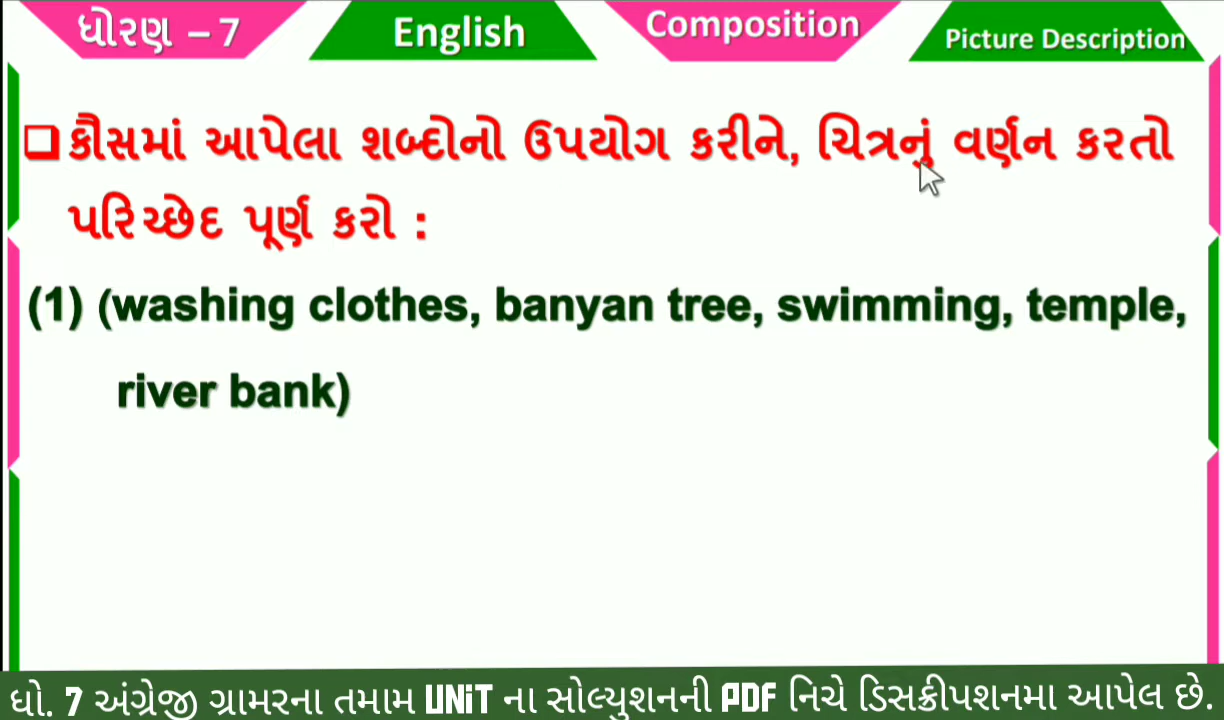 ધોરણ – 7
English
Composition
Picture Description
❑ કૌસમાં આપેલા શબ્દોનો ઉપયોગ કરીને, ચિત્રનું વર્ણન કરતો
પરિચ્છેદ પૂર્ણ કરો :
(1) (washing clothes, banyan tree, swimming, temple,
river bank)
ધો. 7 અંગ્રેજી ગ્રામરના તમામ UNiT ના સોલ્યુશનની PDF નિચે ડિસક્રીપશનમા આપેલ છે.